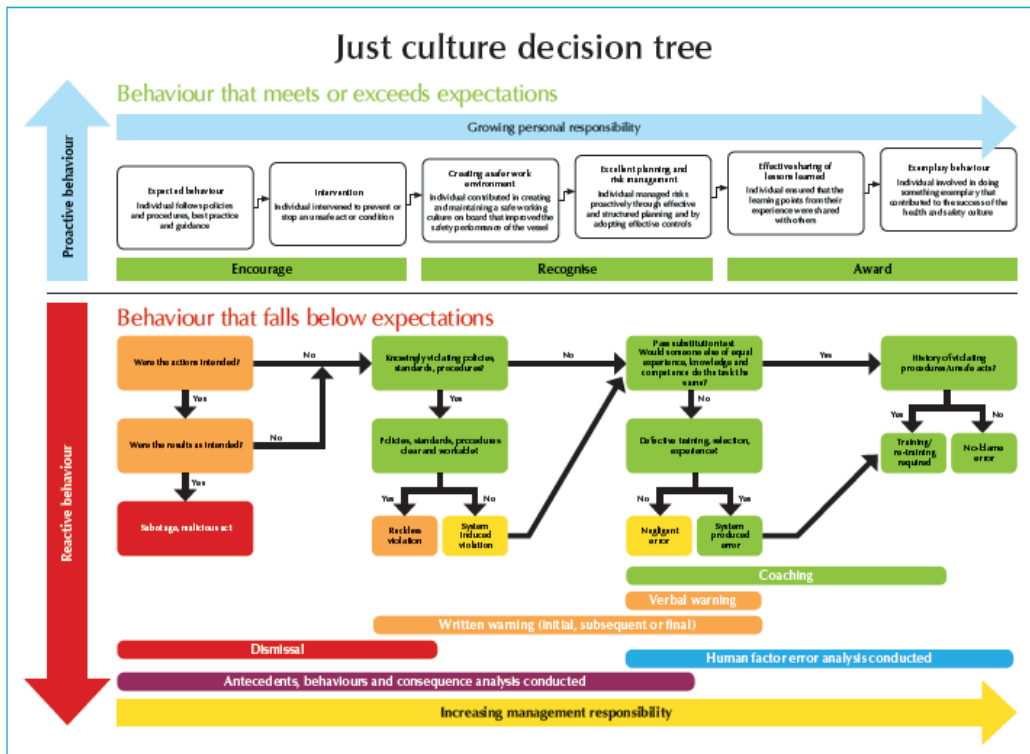 Just culture decision tree
Behaviour that meets or exceeds expectations
Proactive behaviour
Growing personal responsibility
Expected behaviour
Individual follows policies
and procedures, best practice
and guidance
Intervention
Individual intervened to prevent or
stop an unsafe act or condition
Creating a safer work
environment
Individual contributed in creating
and maintaining a safe working
culture on board that improved the
safety performance of the vessel
Excellent planning and
risk management
Individual managed risks
proactively through effective
and structured planning and by
adopting effective controls
Effective sharing of
lessons learned
Individual ensured that the
learning points from their
experience were shared
with others
Exemplary behaviour
Individual involved in doing
something exemplary that
contributed to the success of the
health and safety culture
Encourage
Recognise
Award
Behaviour that falls below expectations
Reactive behaviour
Were the actions intended?
No
Knowingly violating policies,
standards, procedures?
No
Pass substitution test
Would someone else of equal
experience, knowledge and
competence do the task the
same?
Yes
History of violating
procedures/unsafe acts?
Yes
Yes
No
Yes
No
Were the results as intended?
No
Policies, standards, procedures
clear and workable?
Defective training, selection,
experience?
Training/
re-training
required
No-blame
error
Yes
Yes
No
No
Yes
Sabotage, malicious act
Reckless
violation
System
induced
violation
Negligent
error
System
produced
error
Coaching
Verbal warning
Written warning (initial, subsequent or final)
Dismissal
Human factor error analysis conducted
Antecedents, behaviours and consequence analysis conducted
Increasing management responsibility